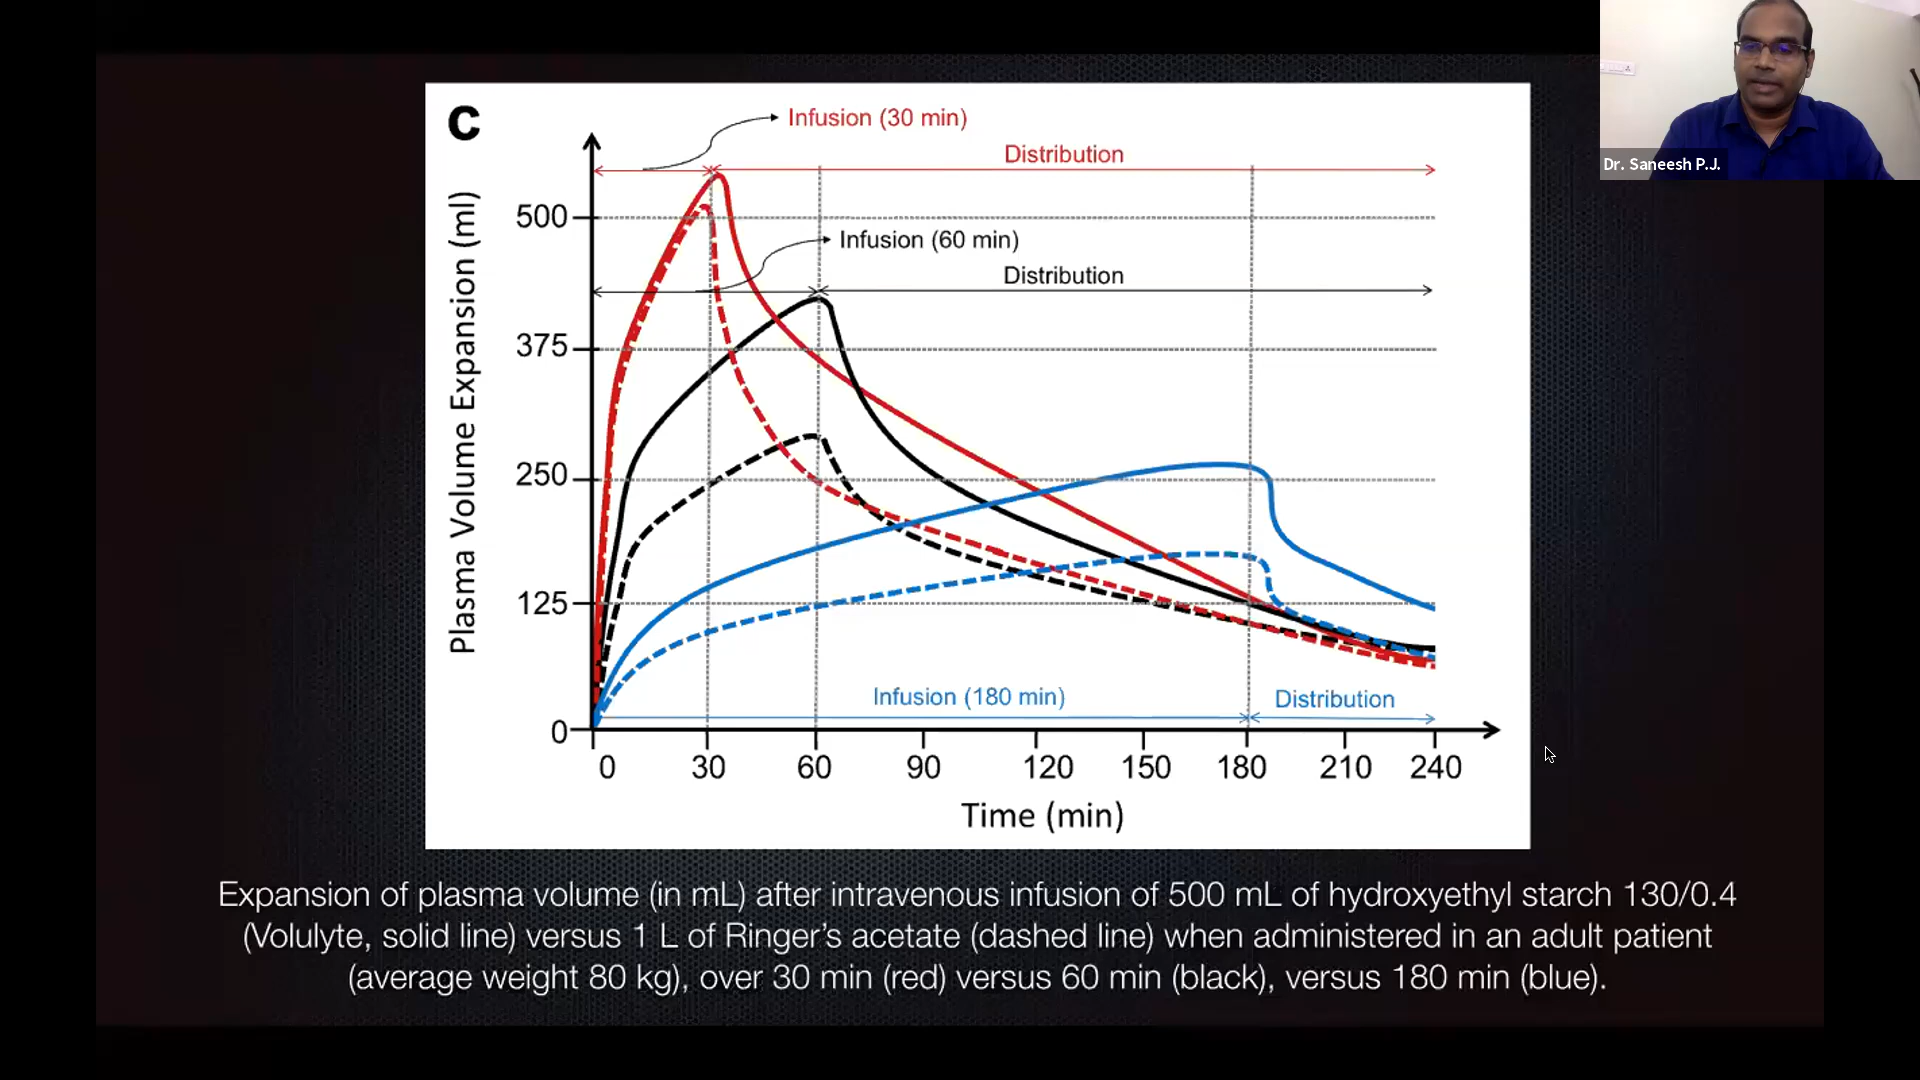 C
Infusion (30 min)
Distribution
Infusion (60 min)
Distribution
Plasma Volume Expansion (ml)
500
375
250
125
0
Infusion (180 min)
Distribution
0 30 60 90 120 150 180 210 240
Time (min)
Expansion of plasma volume (in mL) after intravenous infusion of 500 mL of hydroxyethyl starch 130/0.4
(Volulyte, solid line) versus 1 L of Ringer's acetate (dashed line) when administered in an adult patient
(average weight 80 kg), over 30 min (red) versus 60 min (black), versus 180 min (blue).
Dr. Saneesh P.J.